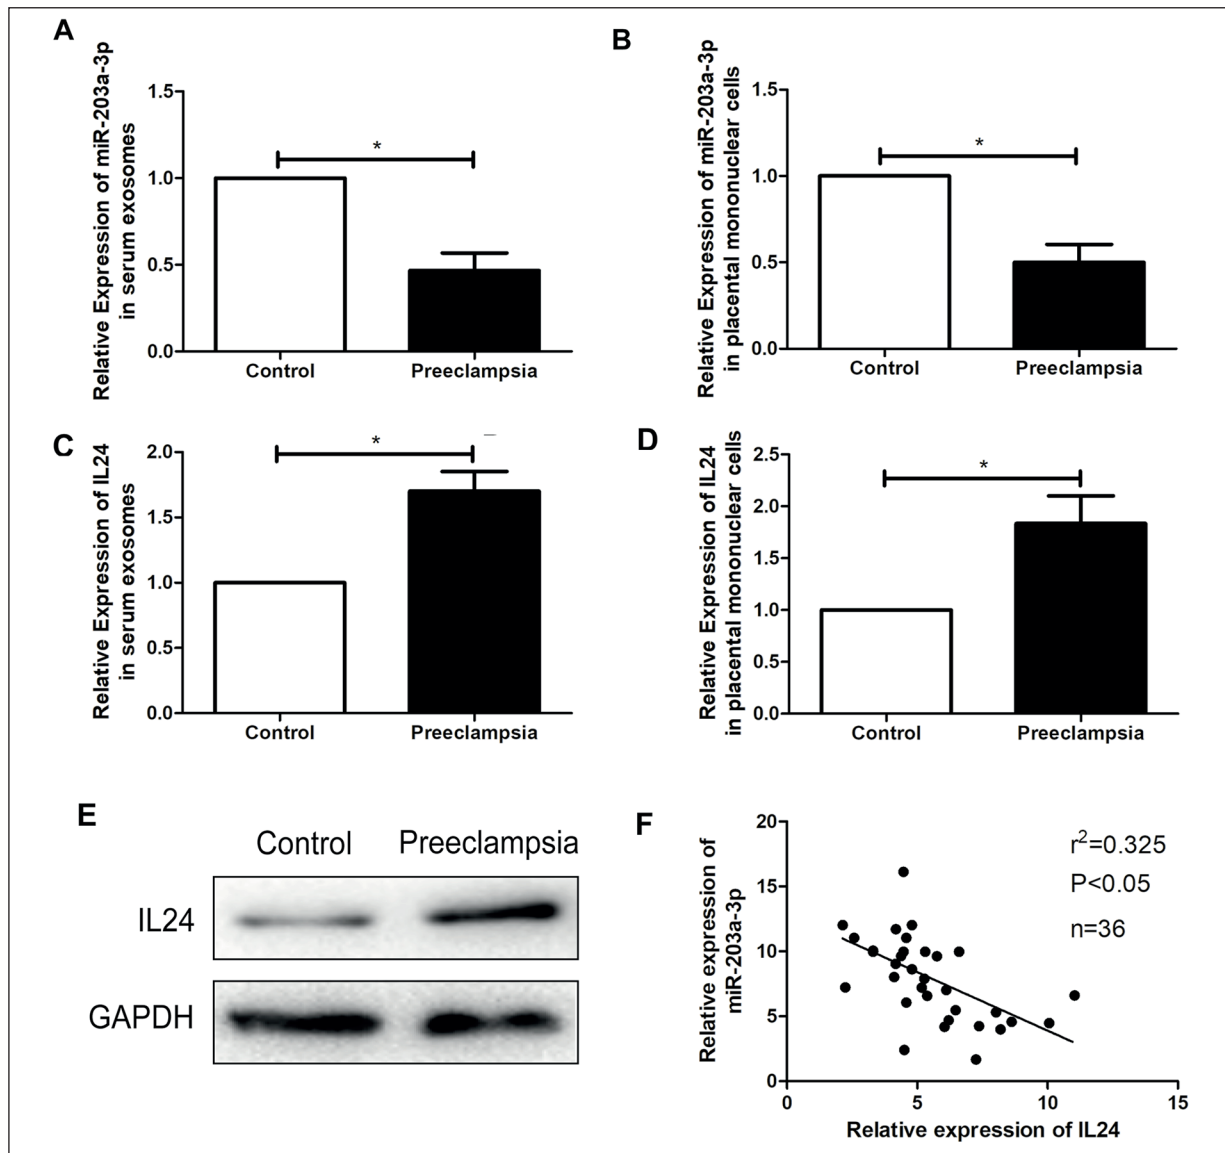 A
Relative Expression of miR-203a-3p
in serum exosomes
1.5
1.0
0.5
0.0
*
Control
Preeclampsia
B
Relative Expression of miR-203a-3p
in placental mononuclear cells
1.5
1.0
0.5
0.0
*
Control
Preeclampsia
C
Relative Expression of IL24
in serum exosomes
2.0
1.5
1.0
0.5
0.0
*
Control
Preeclampsia
D
Relative Expression of IL24
in placental mononuclear cells
2.5
2.0
1.5
1.0
0.5
0.0
*
Control
Preeclampsia
E
Control
Preeclampsia
IL24
GAPDH
F
Relative expression of
miR-203a-3p
20
15
10
5
0
r²=0.325
P<0.05
n=36
0
5
10
15
Relative expression of IL24